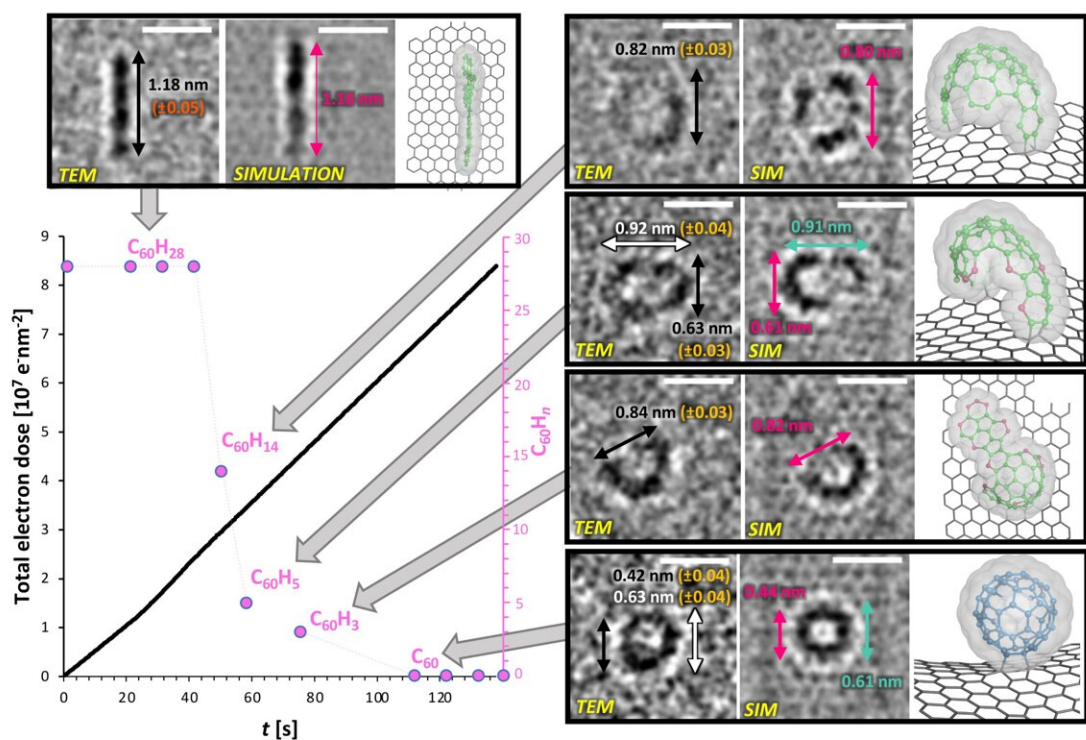 1.18 nm
(±0.05)
TEM
1.16 nm
SIMULATION
0.82 nm (±0.03)
TEM
0.80 nm
SIM
0.92 nm (±0.04)
0.63 nm
(±0.03)
TEM
0.91 nm
0.61 nm
SIM
0.84 nm (±0.03)
TEM
0.82 nm
SIM
0.42 nm (±0.04)
0.63 nm (±0.04)
TEM
0.44 nm
0.61 nm
SIM
Total electron dose [10⁷ e⁻nm⁻²]
9
8
7
6
5
4
3
2
1
0
C₆₀H₂₈
C₆₀H₁₄
C₆₀H₅
C₆₀H₃
C₆₀
30
25
20
15
10
5
0
C₆₀Hₙ
0
20
40
60
80
100
120
t [s]